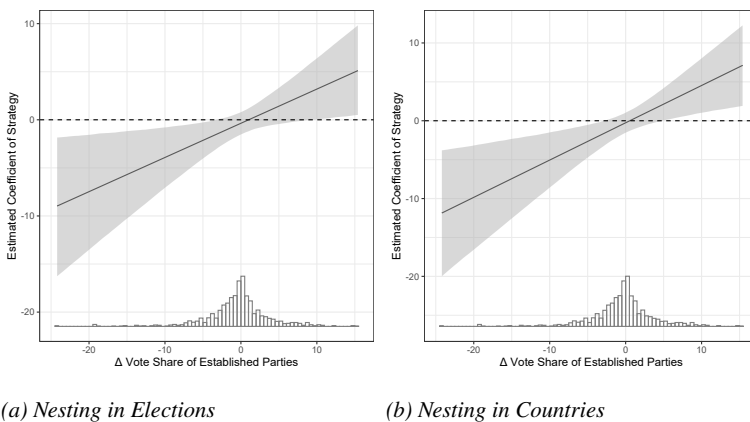 10
0
-10
-20
Estimated Coefficient of Strategy
-20
-10
0
10
Δ Vote Share of Established Parties
(a) Nesting in Elections
10
0
-10
-20
Estimated Coefficient of Strategy
-20
-10
0
10
Δ Vote Share of Established Parties
(b) Nesting in Countries